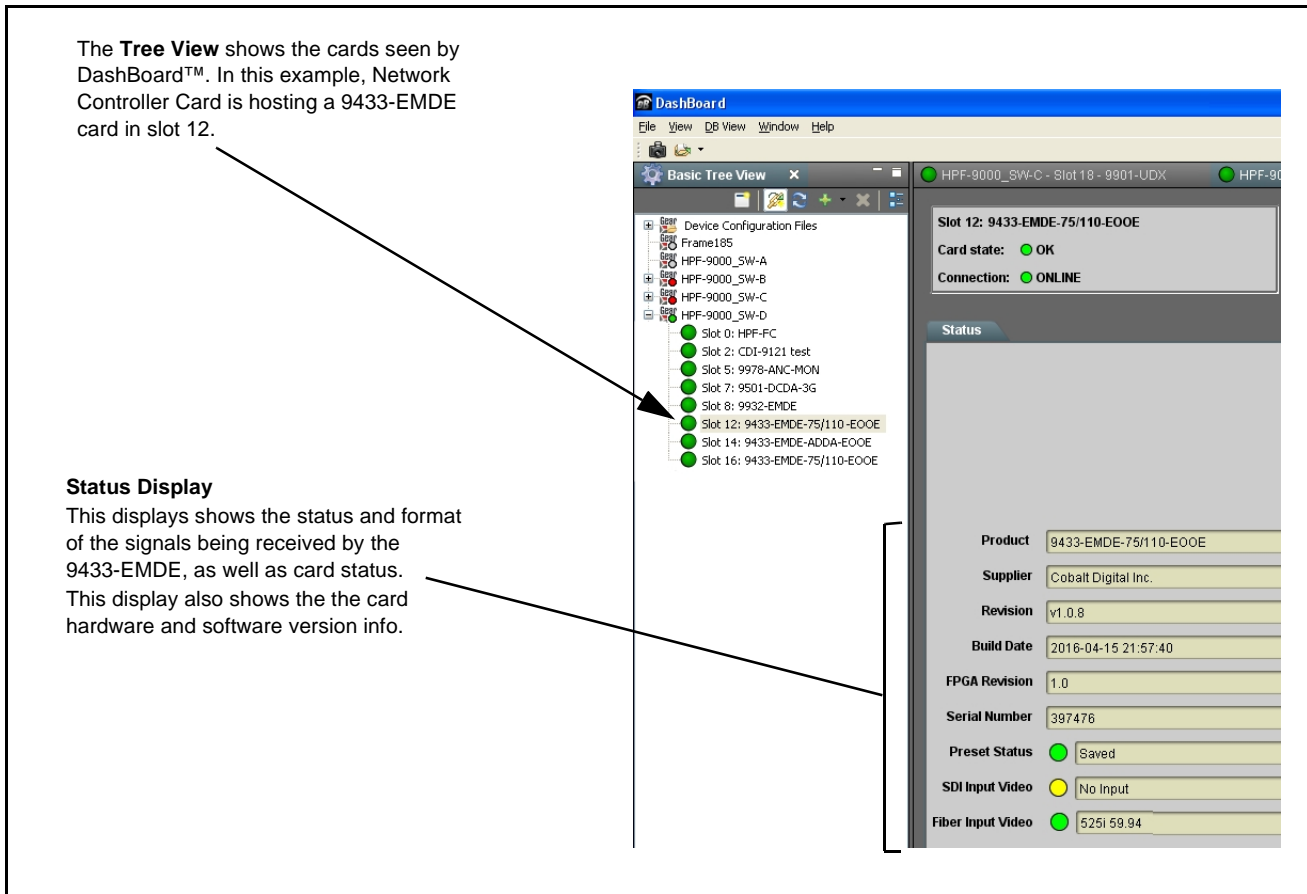 The Tree View shows the cards seen by
DashBoard™. In this example, Network
Controller Card is hosting a 9433-EMDE
card in slot 12.
DashBoard
File View DB View Window Help
Basic Tree View X
Gear Device Configuration Files
Gear Frame185
Gear HPF-9000_SW-A
Gear HPF-9000_SW-B
Gear HPF-9000_SW-C
Gear HPF-9000_SW-D
Slot 0: HPF-FC
Slot 2: CDI-9121 test
Slot 5: 9978-ANC-MON
Slot 7: 9501-DCDA-3G
Slot 8: 9932-EMDE
Slot 12: 9433-EMDE-75/110-EOOE
Slot 14: 9433-EMDE-ADDA-EOOE
Slot 16: 9433-EMDE-75/110-EOOE
HPF-9000_SW-C - Slot 18 - 9901-UDX HPF-90
Slot 12: 9433-EMDE-75/110-EOOE
Card state: OK
Connection: ONLINE
Status
Status Display
This displays shows the status and format
of the signals being received by the
9433-EMDE, as well as card status.
This display also shows the the card
hardware and software version info.
Product 9433-EMDE-75/110-EOOE
Supplier Cobalt Digital Inc.
Revision v1.0.8
Build Date 2016-04-15 21:57:40
FPGA Revision 1.0
Serial Number 397476
Preset Status Saved
SDI Input Video No Input
Fiber Input Video 525i 59.94